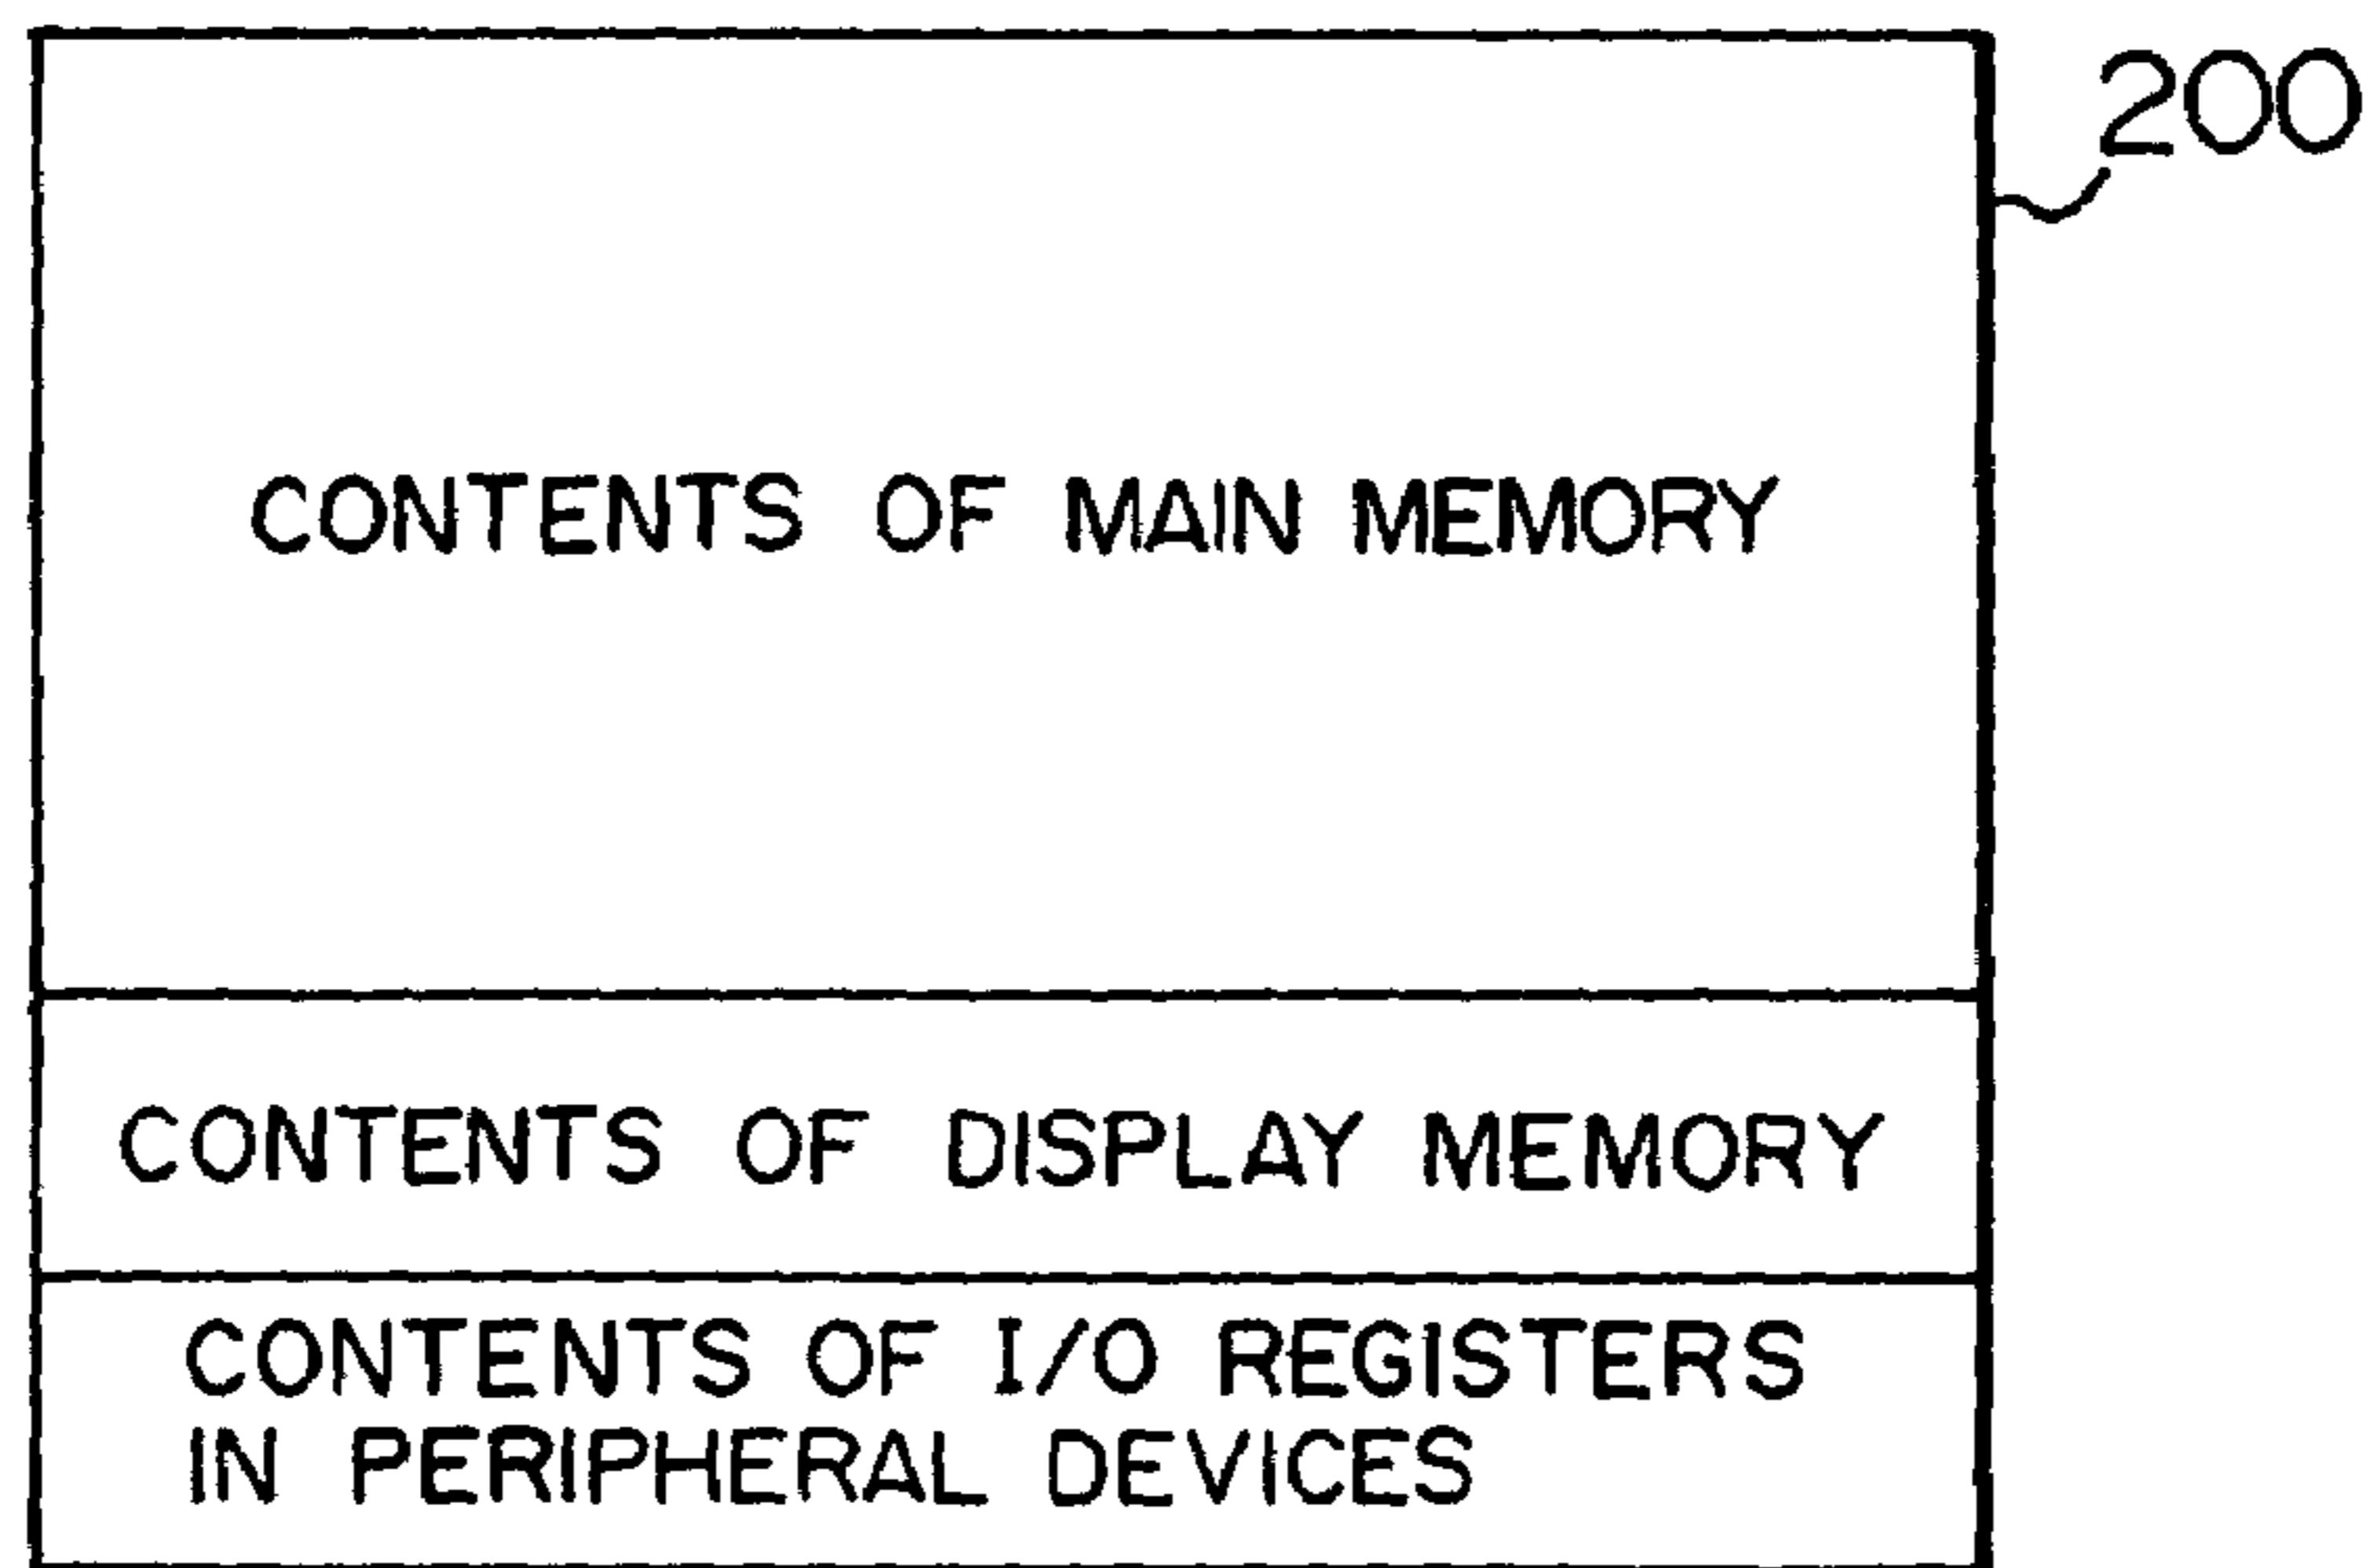 200
CONTENTS OF MAIN MEMORY
CONTENTS OF DISPLAY MEMORY
CONTENTS OF I/O REGISTERS
IN PERIPHERAL DEVICES